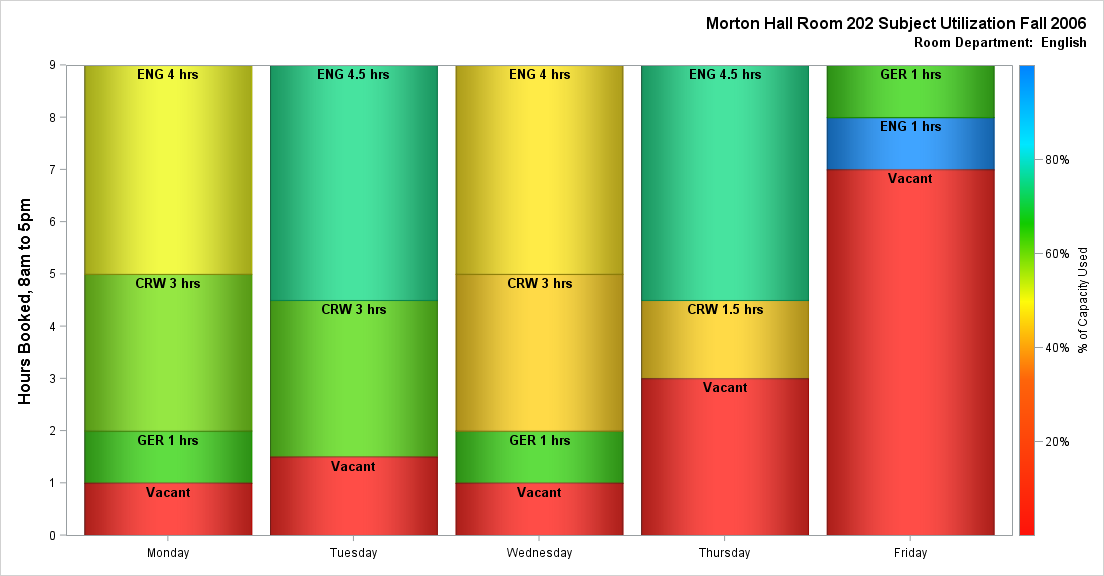 Morton Hall Room 202 Subject Utilization Fall 2006
Room Department:  English
Hours Booked, 8am to 5pm
9
8
7
6
5
4
3
2
1
0
ENG 4 hrs
CRW 3 hrs
GER 1 hrs
Vacant
ENG 4.5 hrs
CRW 3 hrs
Vacant
ENG 4 hrs
CRW 3 hrs
GER 1 hrs
Vacant
ENG 4.5 hrs
CRW 1.5 hrs
Vacant
GER 1 hrs
ENG 1 hrs
Vacant
Monday
Tuesday
Wednesday
Thursday
Friday
80%
60%
40%
20%
% of Capacity Used